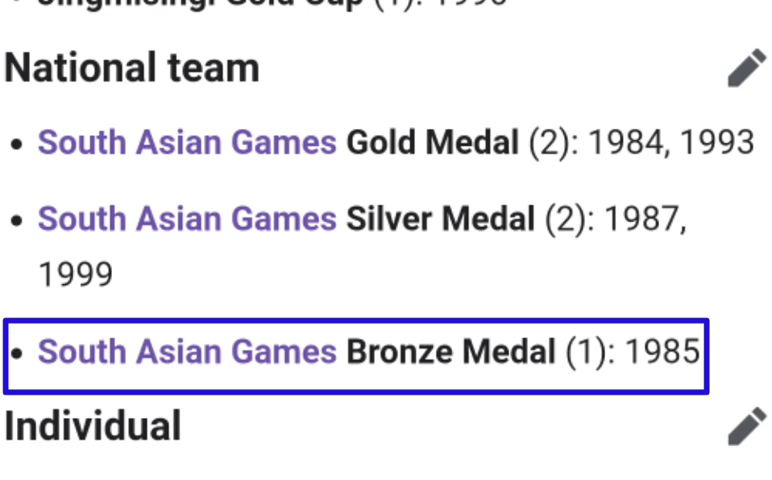 National team
• South Asian Games Gold Medal (2): 1984, 1993
• South Asian Games Silver Medal (2): 1987,
1999
• South Asian Games Bronze Medal (1): 1985
Individual